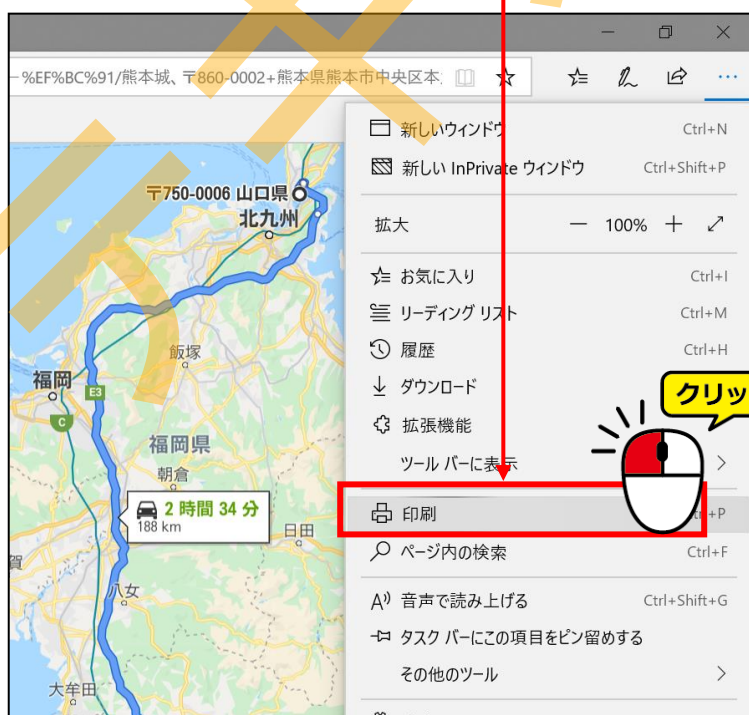 -%EF%BC%91/熊本城、〒860-0002+熊本県熊本市中央区本
新しいウィンドウ Ctrl+N
新しい InPrivate ウィンドウ Ctrl+Shift+P
拡大 — 100% +
お気に入り Ctrl+I
リーディング リスト Ctrl+M
履歴 Ctrl+H
ダウンロード
拡張機能
ツール バーに表示
印刷 +P
ページ内の検索 Ctrl+F
音声で読み上げる Ctrl+Shift+G
タスク バーにこの項目をピン留めする
その他のツール
クリッ
〒750-0006 山口県
北九州
飯塚
福岡
E3
C
福岡県
朝倉
2 時間 34 分
188 km
日田
賀
八女
大牟田